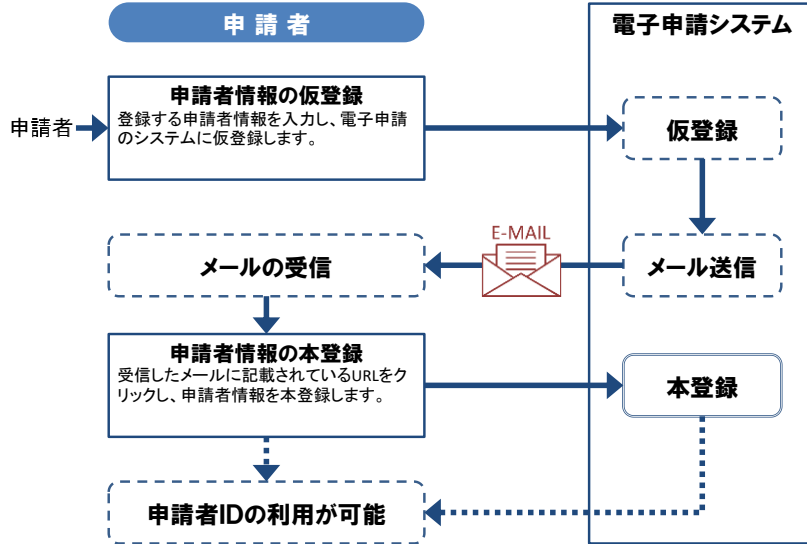 申請者
電子申請システム
申請者
申請者情報の仮登録
登録する申請者情報を入力し、電子申請
のシステムに仮登録します。
仮登録
E-MAIL
メールの受信
メール送信
申請者情報の本登録
受信したメールに記載されているURLをク
リックし、申請者情報を本登録します。
本登録
申請者IDの利用が可能